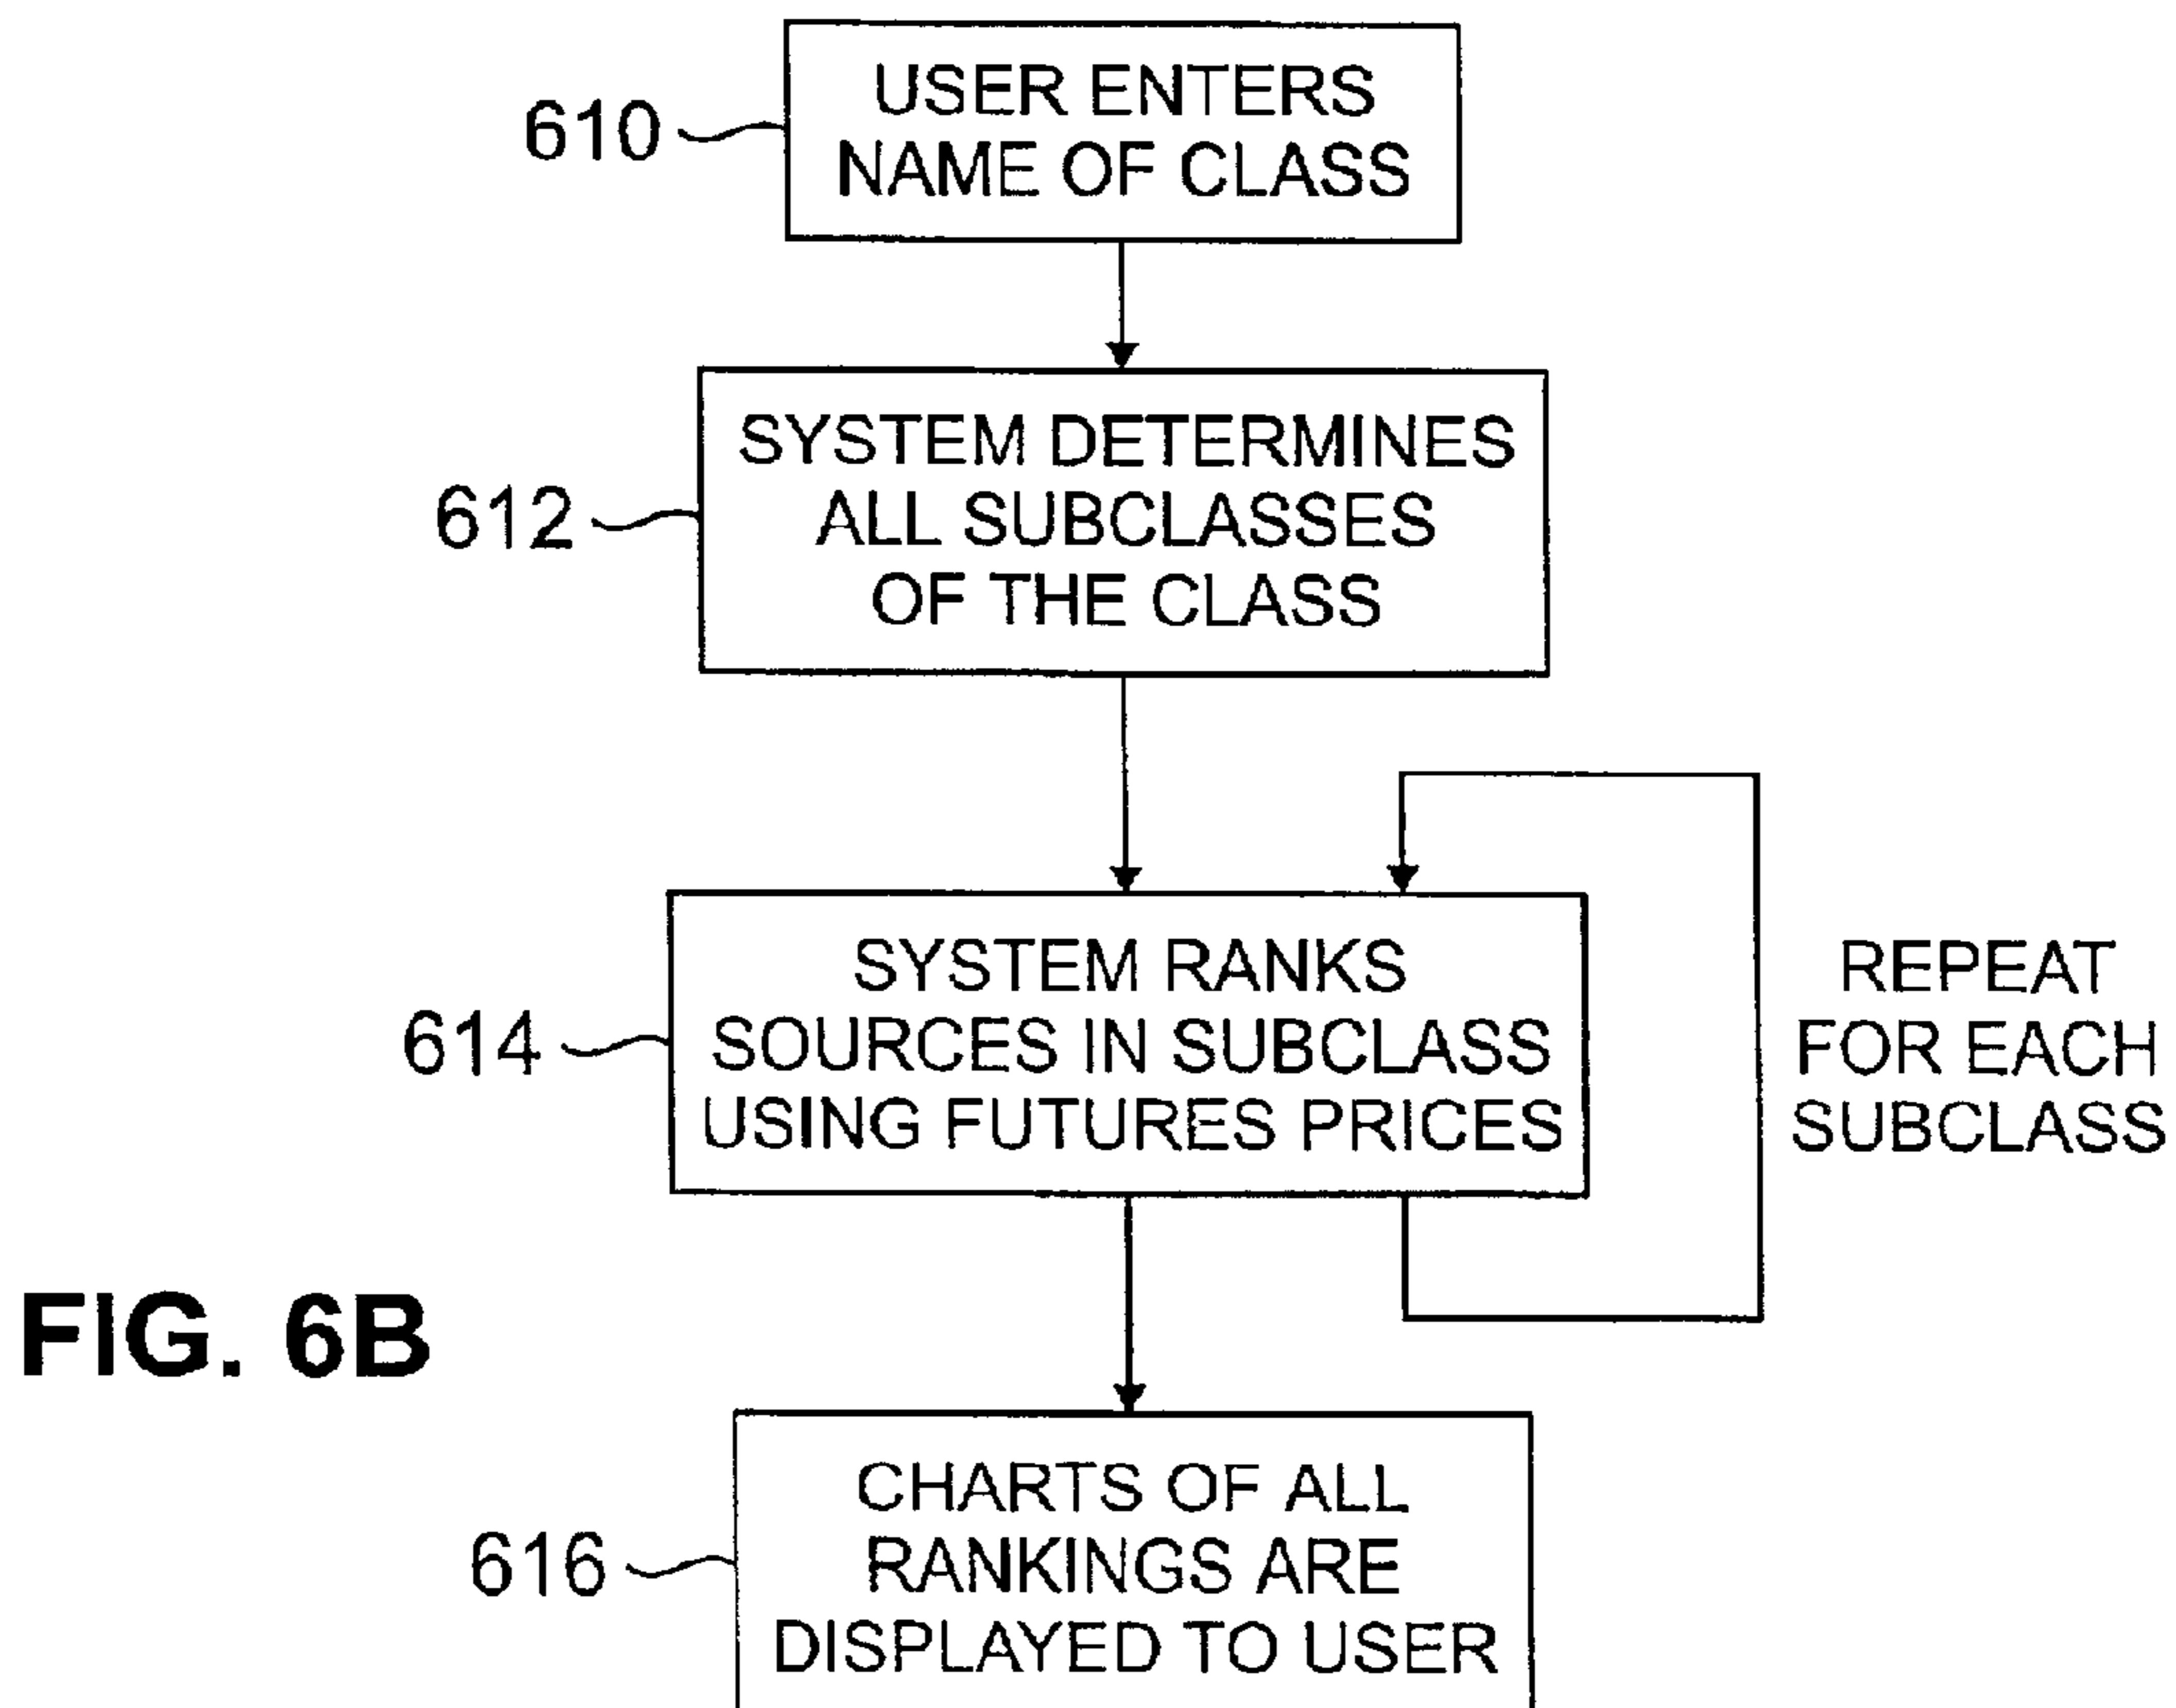 610
USER ENTERS
NAME OF CLASS
612
SYSTEM DETERMINES
ALL SUBCLASSES
OF THE CLASS
614
SYSTEM RANKS
SOURCES IN SUBCLASS
USING FUTURES PRICES
REPEAT
FOR EACH
SUBCLASS
FIG. 6B
616
CHARTS OF ALL
RANKINGS ARE
DISPLAYED TO USER